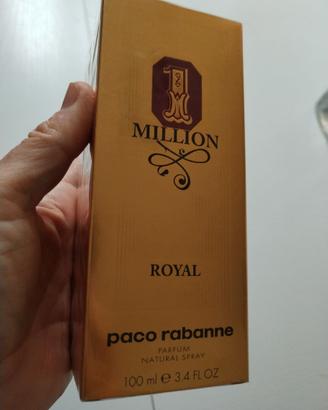 1
MILLION
ROYAL
paco rabanne
PARFUM
NATURAL SPRAY
100 ml ℮ 3.4 FL OZ